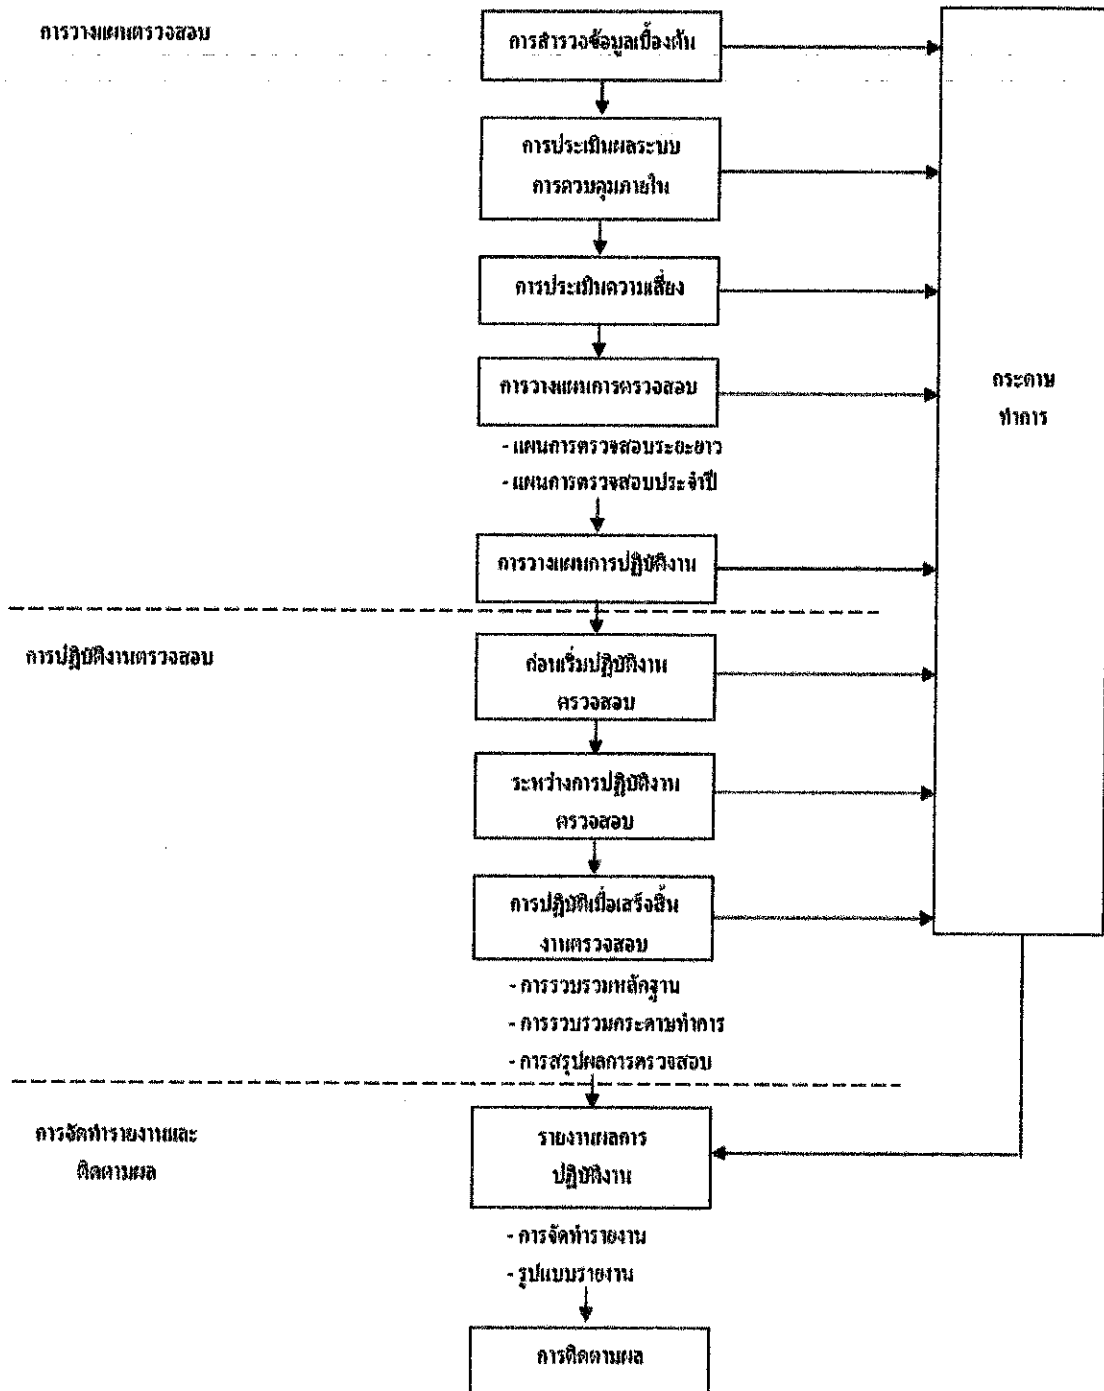 การวางแผนตรวจสอบ
การสำรวจข้อมูลเบื้องต้น
การประเมินผลระบบ
การควบคุมภายใน
การประเมินความเสี่ยง
การวางแผนการตรวจสอบ
- แผนการตรวจสอบระยะยาว
- แผนการตรวจสอบประจำปี
การวางแผนการปฏิบัติงาน
กระดาษ
ทำการ
การปฏิบัติงานตรวจสอบ
ก่อนเริ่มปฏิบัติงาน
ตรวจสอบ
ระหว่างการปฏิบัติงาน
ตรวจสอบ
การปฏิบัติเมื่อเสร็จสิ้น
งานตรวจสอบ
- การรวบรวมหลักฐาน
- การรวบรวมกระดาษทำการ
- การสรุปผลการตรวจสอบ
การจัดทำรายงานและ
ติดตามผล
รายงานผลการ
ปฏิบัติงาน
- การจัดทำรายงาน
- รูปแบบรายงาน
การติดตามผล